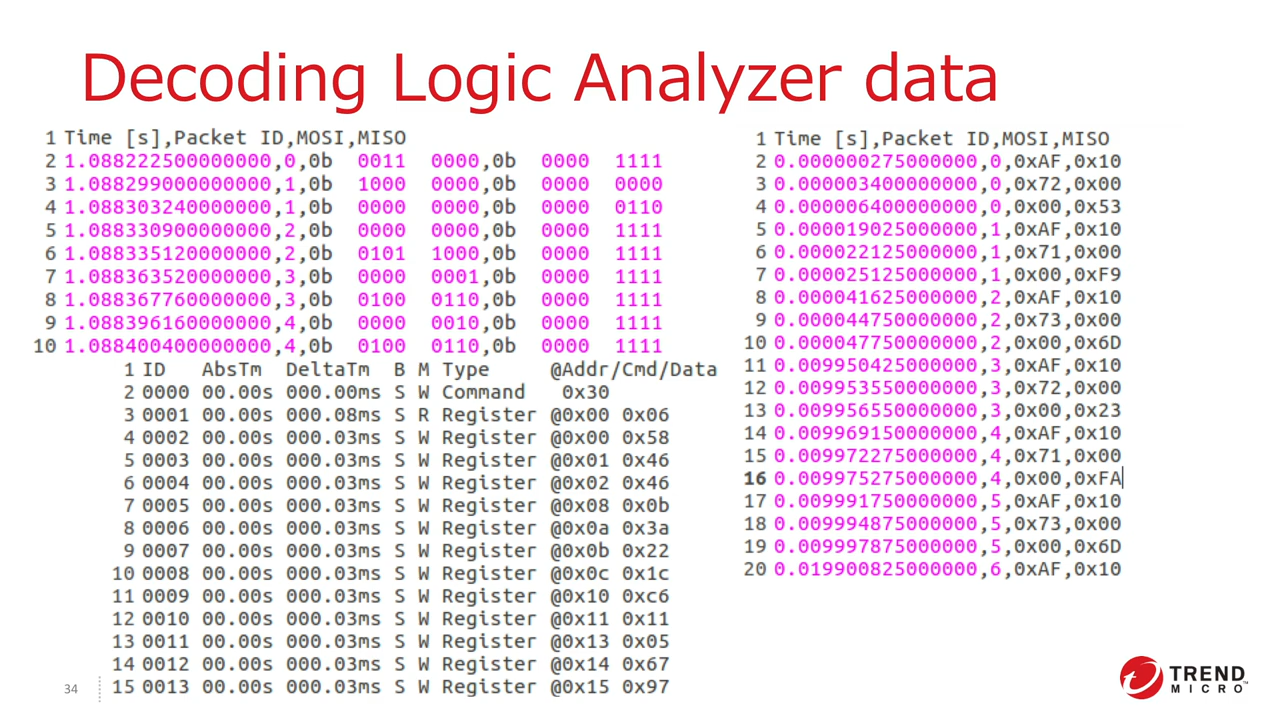 Decoding Logic Analyzer data
1 Time [s],Packet ID,MOSI,MISO
2 1.088222500000000,0,0b 0011 0000,0b 0000 1111
3 1.088299000000000,1,0b 1000 0000,0b 0000 0000
4 1.088303240000000,1,0b 0000 0000,0b 0000 0110
5 1.088330900000000,2,0b 0000 0000,0b 0000 1111
6 1.088335120000000,2,0b 0101 1000,0b 0000 1111
7 1.088363520000000,3,0b 0000 0001,0b 0000 1111
8 1.088367760000000,3,0b 0100 0110,0b 0000 1111
9 1.088396160000000,4,0b 0000 0010,0b 0000 1111
10 1.088400400000000,4,0b 0100 0110,0b 0000 1111
1 ID AbsTm DeltaTm B M Type @Addr/Cmd/Data
2 0000 00.00s 000.00ms S W Command 0x30
3 0001 00.00s 000.08ms S R Register @0x00 0x06
4 0002 00.00s 000.03ms S W Register @0x00 0x58
5 0003 00.00s 000.03ms S W Register @0x01 0x46
6 0004 00.00s 000.03ms S W Register @0x02 0x46
7 0005 00.00s 000.03ms S W Register @0x08 0x0b
8 0006 00.00s 000.03ms S W Register @0x0a 0x3a
9 0007 00.00s 000.03ms S W Register @0x0b 0x22
10 0008 00.00s 000.03ms S W Register @0x0c 0x1c
11 0009 00.00s 000.03ms S W Register @0x10 0xc6
12 0010 00.00s 000.03ms S W Register @0x11 0x11
13 0011 00.00s 000.03ms S W Register @0x13 0x05
14 0012 00.00s 000.03ms S W Register @0x14 0x67
15 0013 00.00s 000.03ms S W Register @0x15 0x97
1 Time [s],Packet ID,MOSI,MISO
2 0.000000275000000,0,0xAF,0x10
3 0.000003400000000,0,0x72,0x00
4 0.000006400000000,0,0x00,0x53
5 0.000019025000000,1,0xAF,0x10
6 0.000022125000000,1,0x71,0x00
7 0.000025125000000,1,0x00,0xF9
8 0.000041625000000,2,0xAF,0x10
9 0.000044750000000,2,0x73,0x00
10 0.000047750000000,2,0x00,0x6D
11 0.009950425000000,3,0xAF,0x10
12 0.009953550000000,3,0x72,0x00
13 0.009956550000000,3,0x00,0x23
14 0.009969150000000,4,0xAF,0x10
15 0.009972275000000,4,0x71,0x00
16 0.009975275000000,4,0x00,0xFA
17 0.009991750000000,5,0xAF,0x10
18 0.009994875000000,5,0x73,0x00
19 0.009997875000000,5,0x00,0x6D
20 0.019900825000000,6,0xAF,0x10
34
TREND
MICRO™